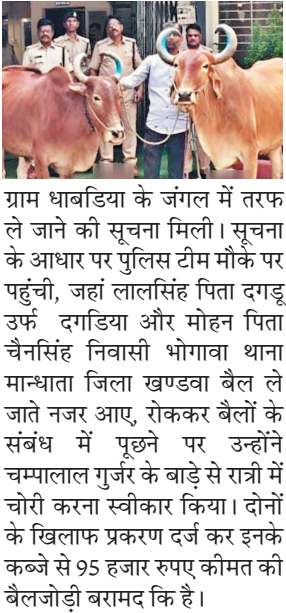 ग्राम धाबडिया के जंगल में तरफ
ले जाने की सूचना मिली। सूचना
के आधार पर पुलिस टीम मौके पर
पहुंची, जहां लालसिंह पिता दगडू
उर्फ दगडिया और मोहन पिता
चैनसिंह निवासी भोगावा थाना
मान्धाता जिला खण्डवा बैल ले
जाते नजर आए, रोककर बैलों के
संबंध में पूछने पर उन्होंने
चम्पालाल गुर्जर के बाड़े से रात्री में
चोरी करना स्वीकार किया। दोनों
के खिलाफ प्रकरण दर्ज कर इनके
कब्जे से 95 हजार रुपए कीमत की
बैलजोड़ी बरामद कि है।